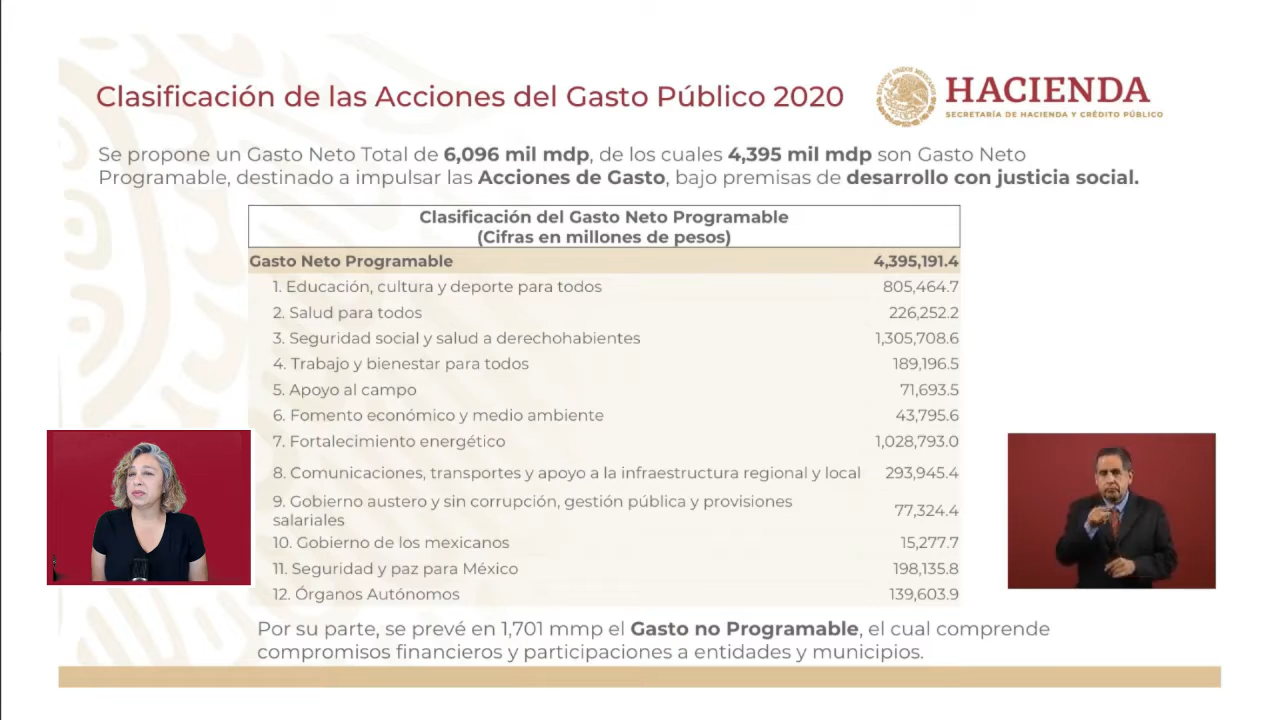 Clasificación de las Acciones del Gasto Público 2020
HACIENDA
SECRETARÍA DE HACIENDA Y CRÉDITO PÚBLICO
Se propone un Gasto Neto Total de 6,096 mil mdp, de los cuales 4,395 mil mdp son Gasto Neto
Programable, destinado a impulsar las Acciones de Gasto, bajo premisas de desarrollo con justicia social.
Clasificación del Gasto Neto Programable
(Cifras en millones de pesos)
Gasto Neto Programable 4,395,191.4
1. Educación, cultura y deporte para todos 805,464.7
2. Salud para todos 226,252.2
3. Seguridad social y salud a derechohabientes 1,305,708.6
4. Trabajo y bienestar para todos 189,196.5
5. Apoyo al campo 71,693.5
6. Fomento económico y medio ambiente 43,795.6
7. Fortalecimiento energético 1,028,793.0
8. Comunicaciones, transportes y apoyo a la infraestructura regional y local 293,945.4
9. Gobierno austero y sin corrupción, gestión pública y provisiones
salariales 77,324.4
10. Gobierno de los mexicanos 15,277.7
11. Seguridad y paz para México 198,135.8
12. Órganos Autónomos 139,603.9
Por su parte, se prevé en 1,701 mmp el Gasto no Programable, el cual comprende
compromisos financieros y participaciones a entidades y municipios.